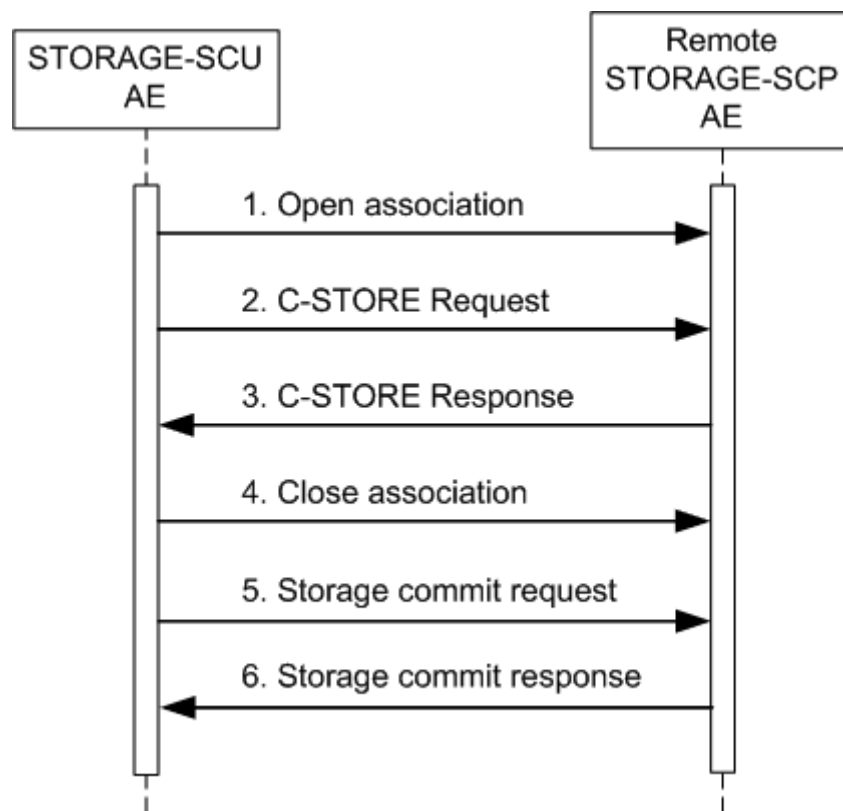 STORAGE-SCU
AE
Remote
STORAGE-SCP
AE
1. Open association
2. C-STORE Request
3. C-STORE Response
4. Close association
5. Storage commit request
6. Storage commit response